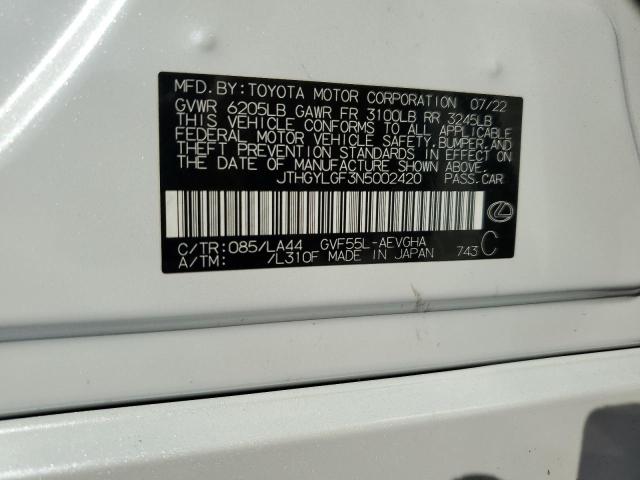 MFD.BY:TOYOTA MOTOR CORPORATION 07/22
GVWR 6205LB GAWR FR 3100LB RR 3245LB
THIS VEHICLE CONFORMS TO ALL APPLICABLE
FEDERAL MOTOR VEHICLE SAFETY,BUMPER,AND
THEFT PREVENTION STANDARDS IN EFFECT ON
THE DATE OF MANUFACTURE SHOWN ABOVE.
JTHGYLGF3N5002420 PASS.CAR
C/TR:085/LA44 GVF55L-AEVGHA
A/TM: /L310F MADE IN JAPAN 743 C